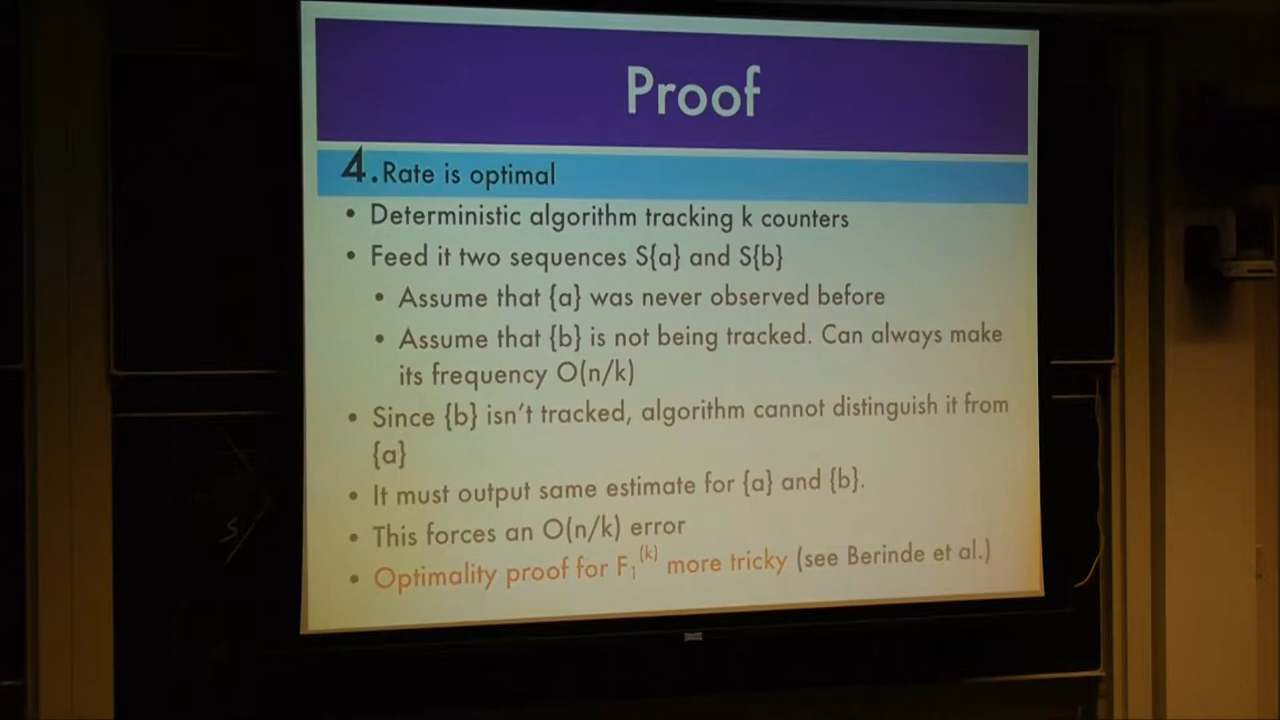 Proof
4. Rate is optimal
• Deterministic algorithm tracking k counters
• Feed it two sequences S{a} and S{b}
• Assume that {a} was never observed before
• Assume that {b} is not being tracked. Can always make
its frequency O(n/k)
• Since {b} isn't tracked, algorithm cannot distinguish it from
{a}
• It must output same estimate for {a} and {b}.
• This forces an O(n/k) error
• Optimality proof for F₁⁽ᵏ⁾ more tricky (see Berinde et al.)